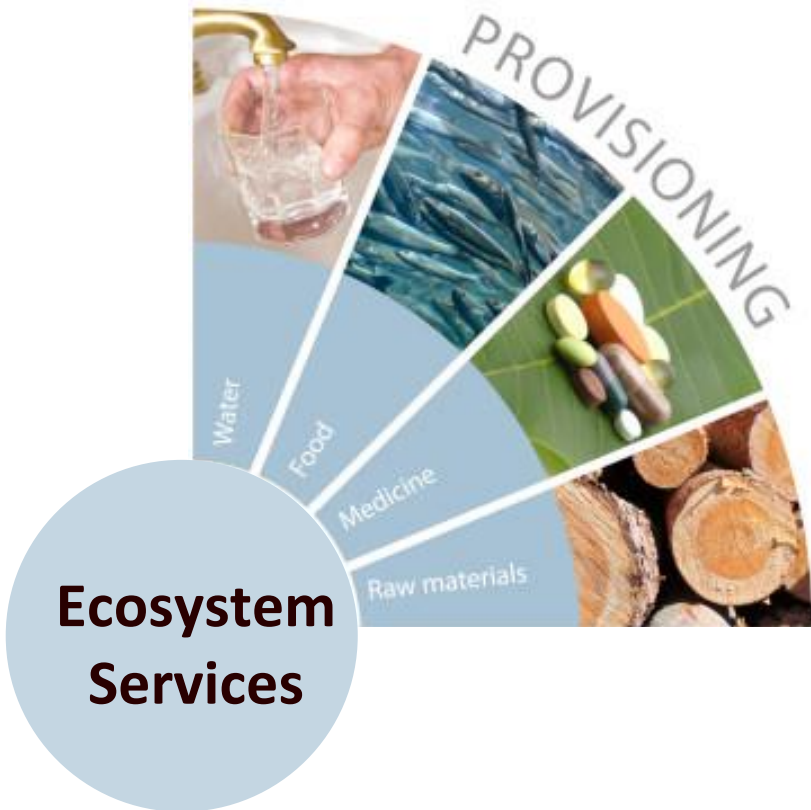 PROVISIONING
Water
Food
Medicine
Raw materials
Ecosystem
Services